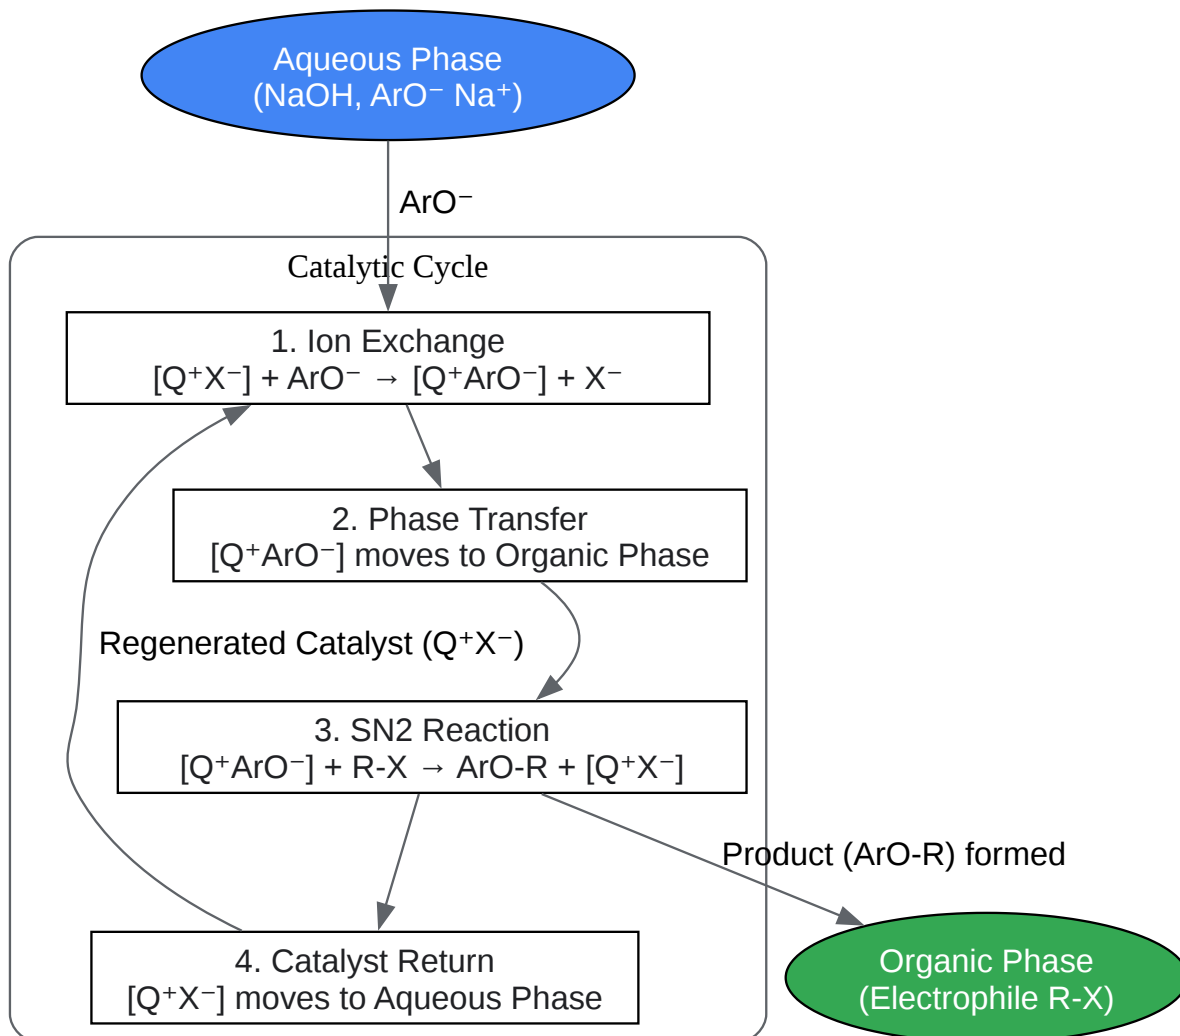 Aqueous Phase
(NaOH, ArO⁻ Na⁺)
ArO⁻
Catalytic Cycle
1. Ion Exchange
[Q⁺X⁻] + ArO⁻ → [Q⁺ArO⁻] + X⁻
2. Phase Transfer
[Q⁺ArO⁻] moves to Organic Phase
Regenerated Catalyst (Q⁺X⁻)
3. SN2 Reaction
[Q⁺ArO⁻] + R-X → ArO-R + [Q⁺X⁻]
Product (ArO-R) formed
4. Catalyst Return
[Q⁺X⁻] moves to Aqueous Phase
Organic Phase
(Electrophile R-X)